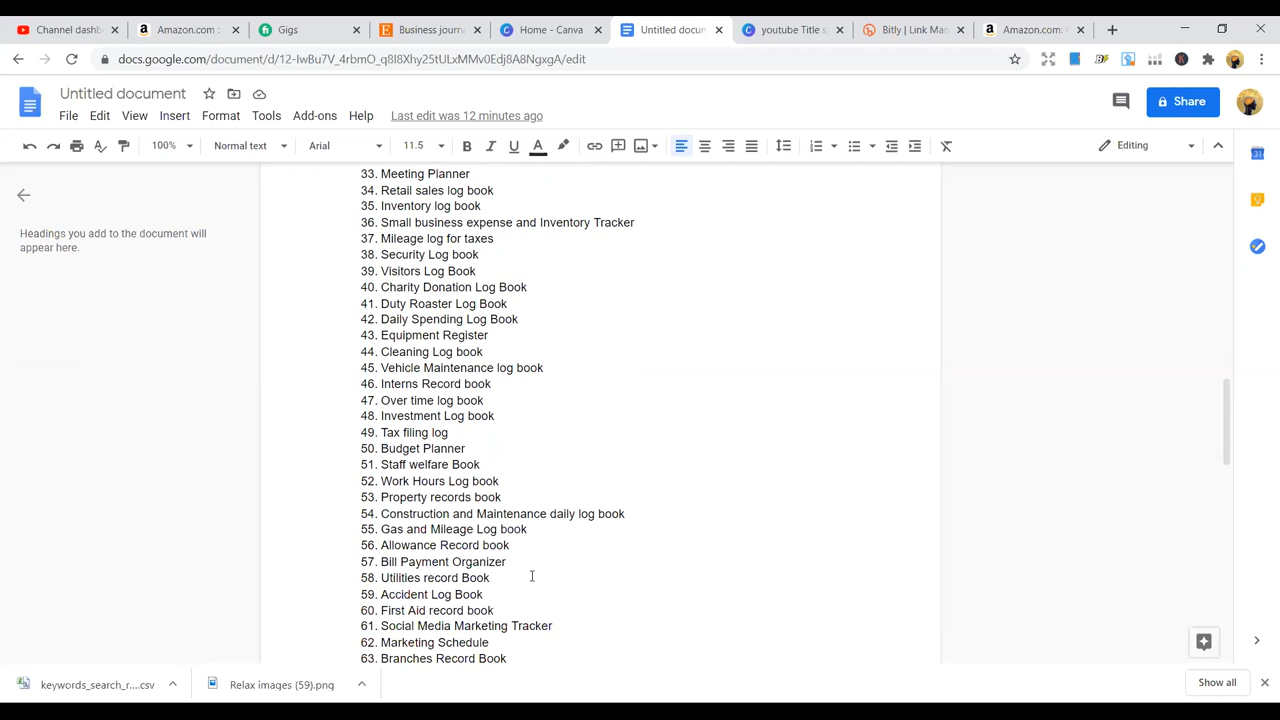 Channel dashb
Amazon.com :
Gigs
Business journa
Home - Canva
Untitled docum
youtube Title s
Bitly | Link Man
Amazon.com:
docs.google.com/document/d/12-IwBu7V_4rbmO_q8I8Xhy25tULxMMV0Edj8A8NgxgA/edit
Untitled document
Share
File Edit View Insert Format Tools Add-ons Help Last edit was 12 minutes ago
100% Normal text Arial 11.5 Editing
Headings you add to the document will
appear here.
33. Meeting Planner
34. Retail sales log book
35. Inventory log book
36. Small business expense and Inventory Tracker
37. Mileage log for taxes
38. Security Log book
39. Visitors Log Book
40. Charity Donation Log Book
41. Duty Roaster Log Book
42. Daily Spending Log Book
43. Equipment Register
44. Cleaning Log book
45. Vehicle Maintenance log book
46. Interns Record book
47. Over time log book
48. Investment Log book
49. Tax filing log
50. Budget Planner
51. Staff welfare Book
52. Work Hours Log book
53. Property records book
54. Construction and Maintenance daily log book
55. Gas and Mileage Log book
56. Allowance Record book
57. Bill Payment Organizer
58. Utilities record Book
59. Accident Log Book
60. First Aid record book
61. Social Media Marketing Tracker
62. Marketing Schedule
63. Branches Record Book
keywords_search_r....csv
Relax images (59).png
Show all